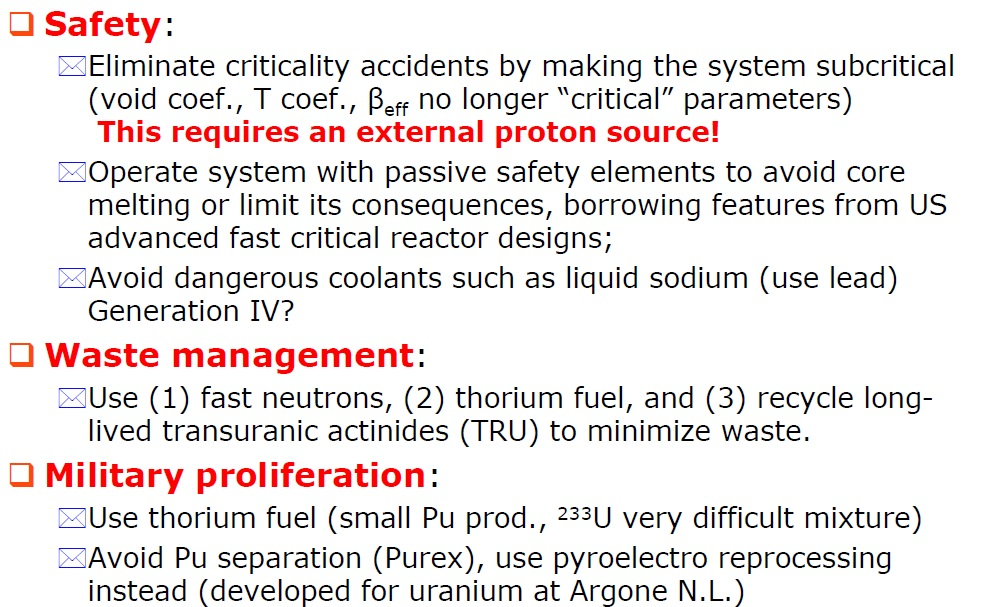 Safety:
Eliminate criticality accidents by making the system subcritical
(void coef., T coef., βeff no longer “critical” parameters)
This requires an external proton source!
Operate system with passive safety elements to avoid core
melting or limit its consequences, borrowing features from US
advanced fast critical reactor designs;
Avoid dangerous coolants such as liquid sodium (use lead)
Generation IV?
Waste management:
Use (1) fast neutrons, (2) thorium fuel, and (3) recycle long-
lived transuranic actinides (TRU) to minimize waste.
Military proliferation:
Use thorium fuel (small Pu prod., ²³³U very difficult mixture)
Avoid Pu separation (Purex), use pyroelectro reprocessing
instead (developed for uranium at Argone N.L.)